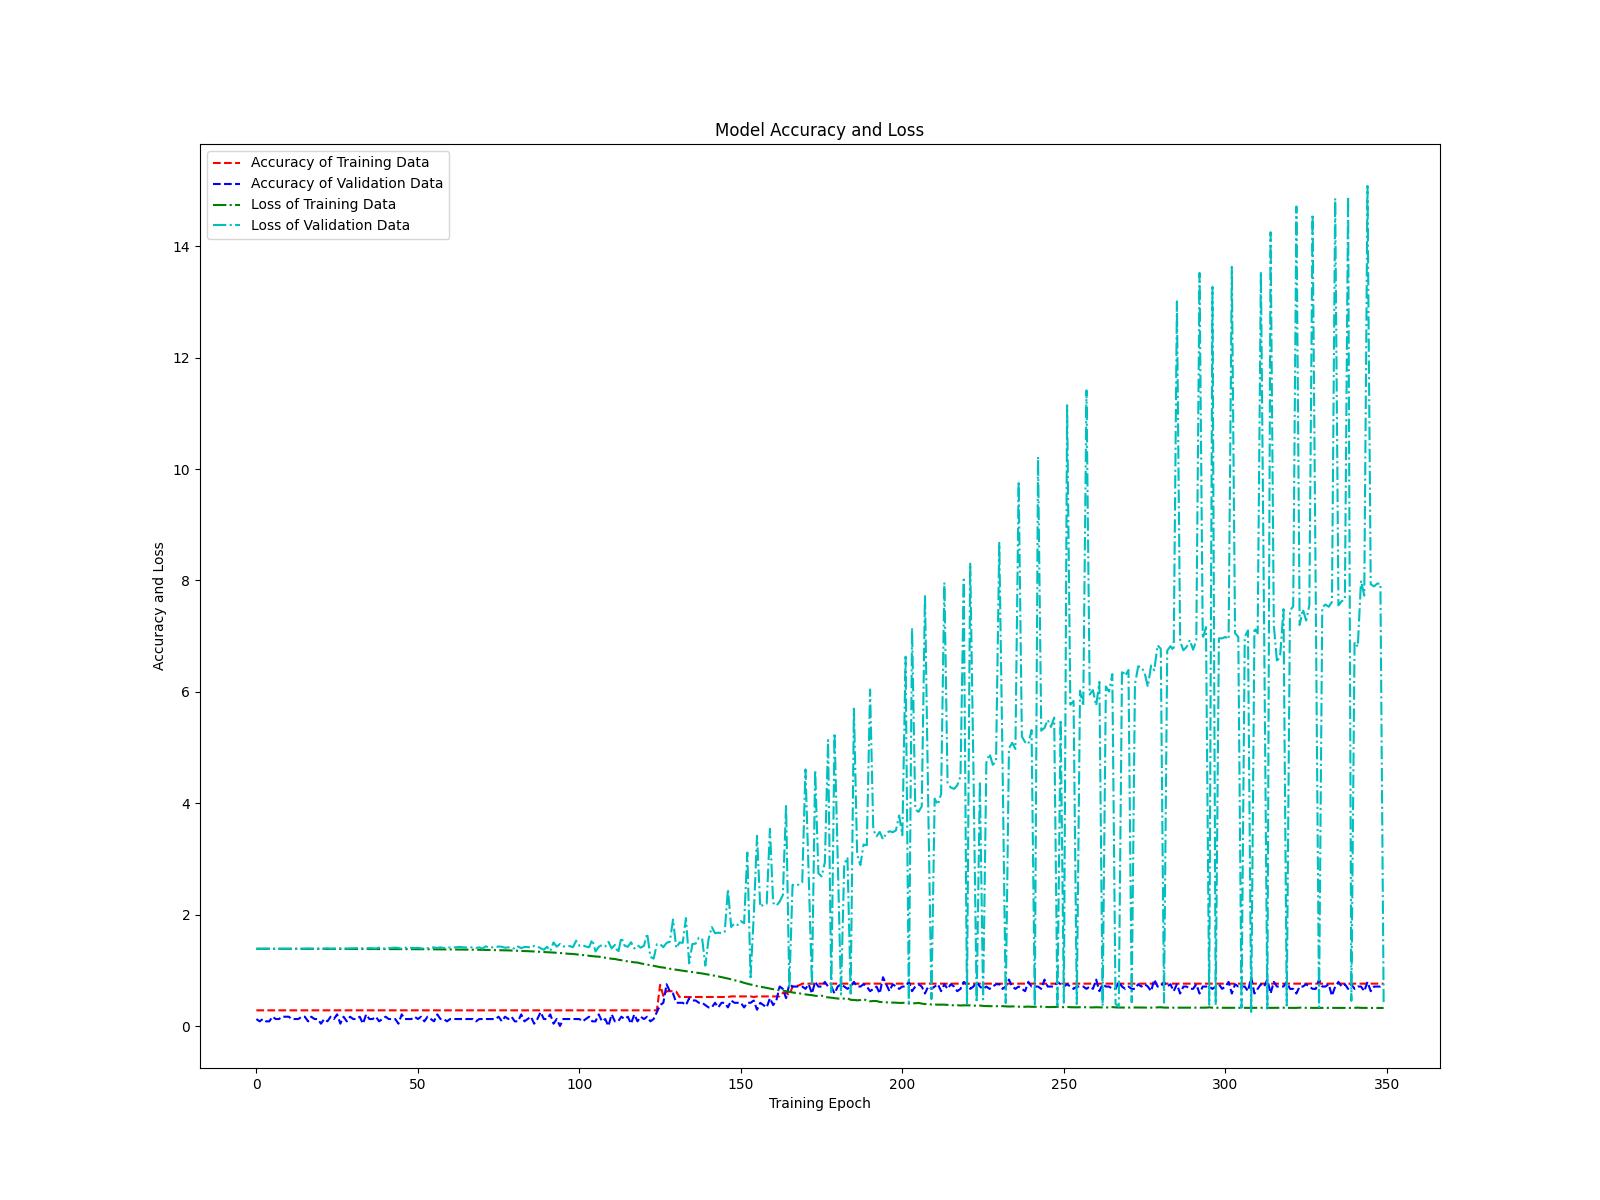 Model Accuracy and Loss
Accuracy of Training Data
Accuracy of Validation Data
Loss of Training Data
Loss of Validation Data
14
12
10
8
6
4
2
0
Accuracy and Loss
0 50 100 150 200 250 300 350
Training Epoch